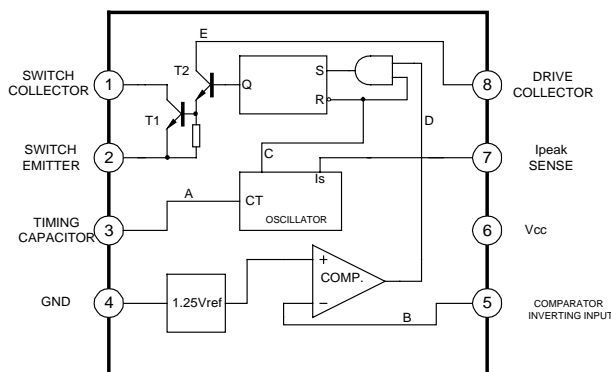 E
T2
SWITCH
COLLECTOR
1
Q
S
R
8
DRIVE
COLLECTOR
T1
D
SWITCH
EMITTER
2
C
7
Ipeak
SENSE
Is
A
CT
OSCILLATOR
TIMING
CAPACITOR
3
6
Vcc
+
COMP.
−
GND
4
1.25Vref
B
5
COMPARATOR
INVERTING INPUT